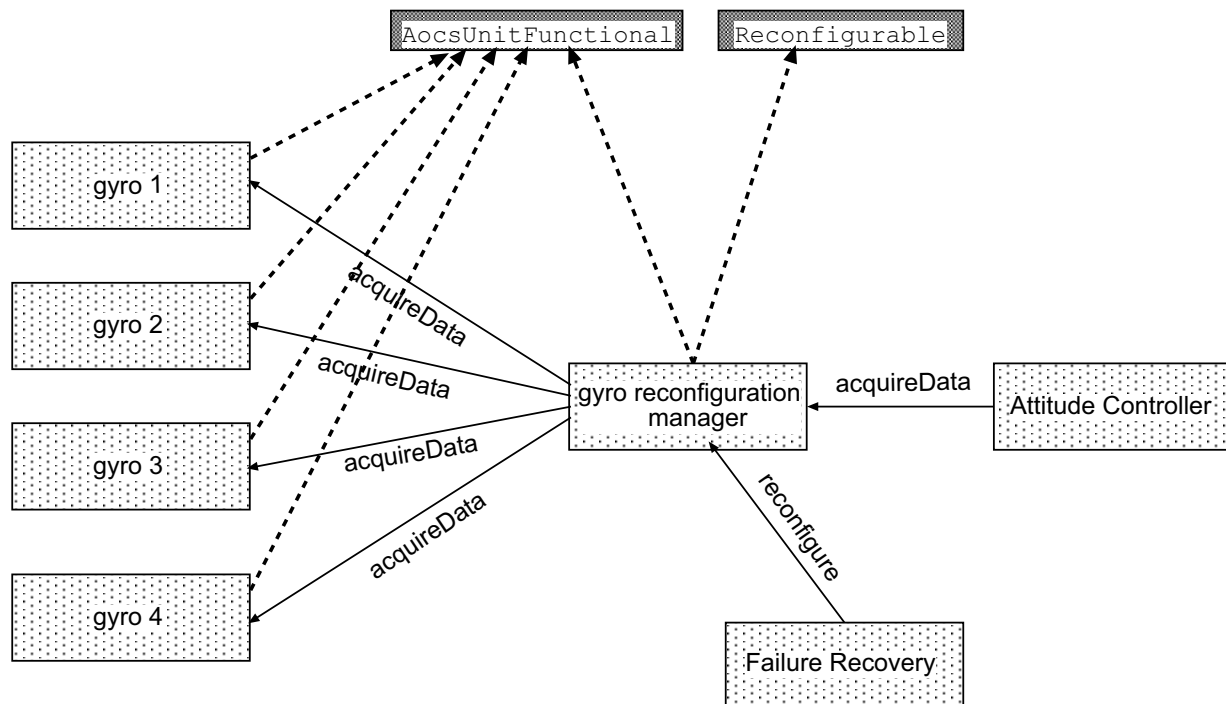 AocsUnitFunctional
Reconfigurable
gyro 1
acquireData
gyro 2
acquireData
gyro reconfiguration
manager
acquireData
Attitude Controller
gyro 3
acquireData
reconfigure
acquireData
gyro 4
Failure Recovery